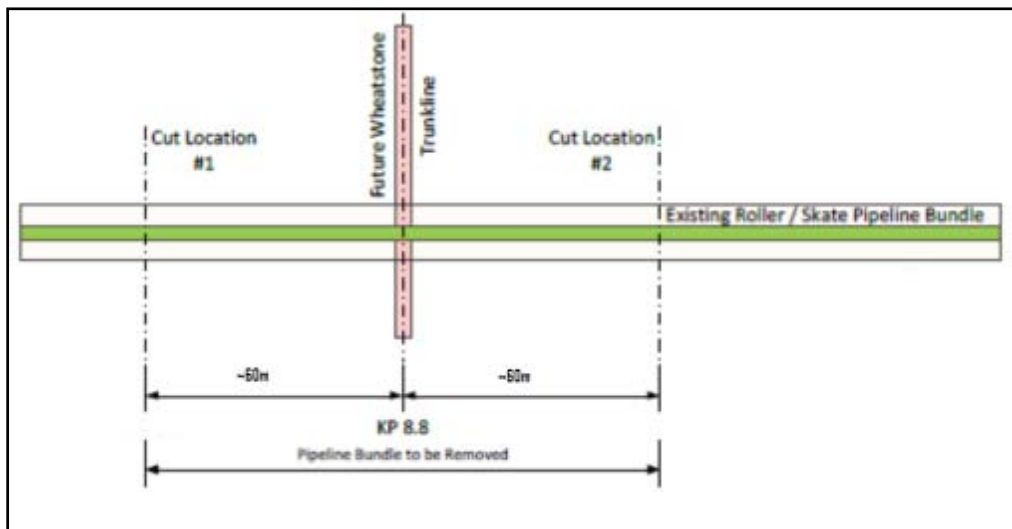 Future Wheatstone
Trunkline
Cut Location
#1
Cut Location
#2
Existing Roller / Skate Pipeline Bundle
~60m
~60m
KP 8.8
Pipeline Bundle to be Removed